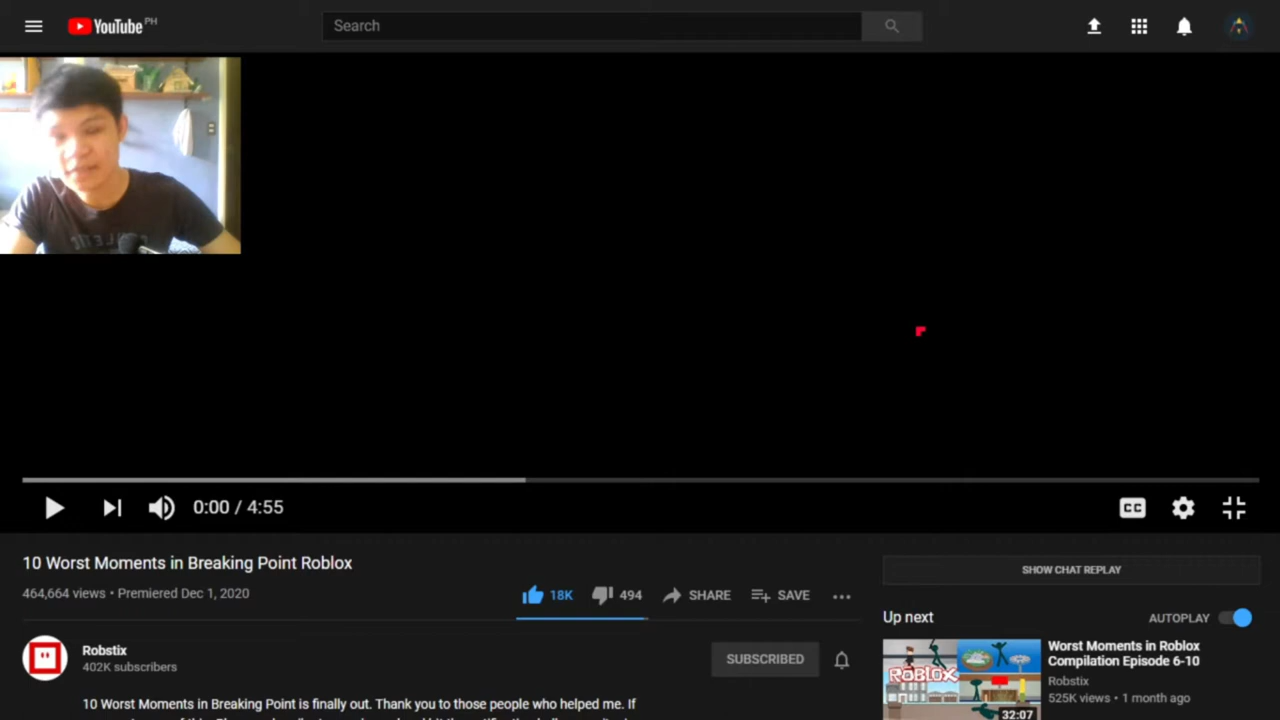 YouTube PH
Search
0:00 / 4:55
CC
10 Worst Moments in Breaking Point Roblox
464,664 views • Premiered Dec 1, 2020
18K
494
SHARE
SAVE
SHOW CHAT REPLAY
Up next
AUTOPLAY
Robstix
402K subscribers
SUBSCRIBED
10 Worst Moments in Breaking Point is finally out. Thank you to those people who helped me. If
ROBLOX
32:07
Worst Moments in Roblox
Compilation Episode 6-10
Robstix
525K views • 1 month ago